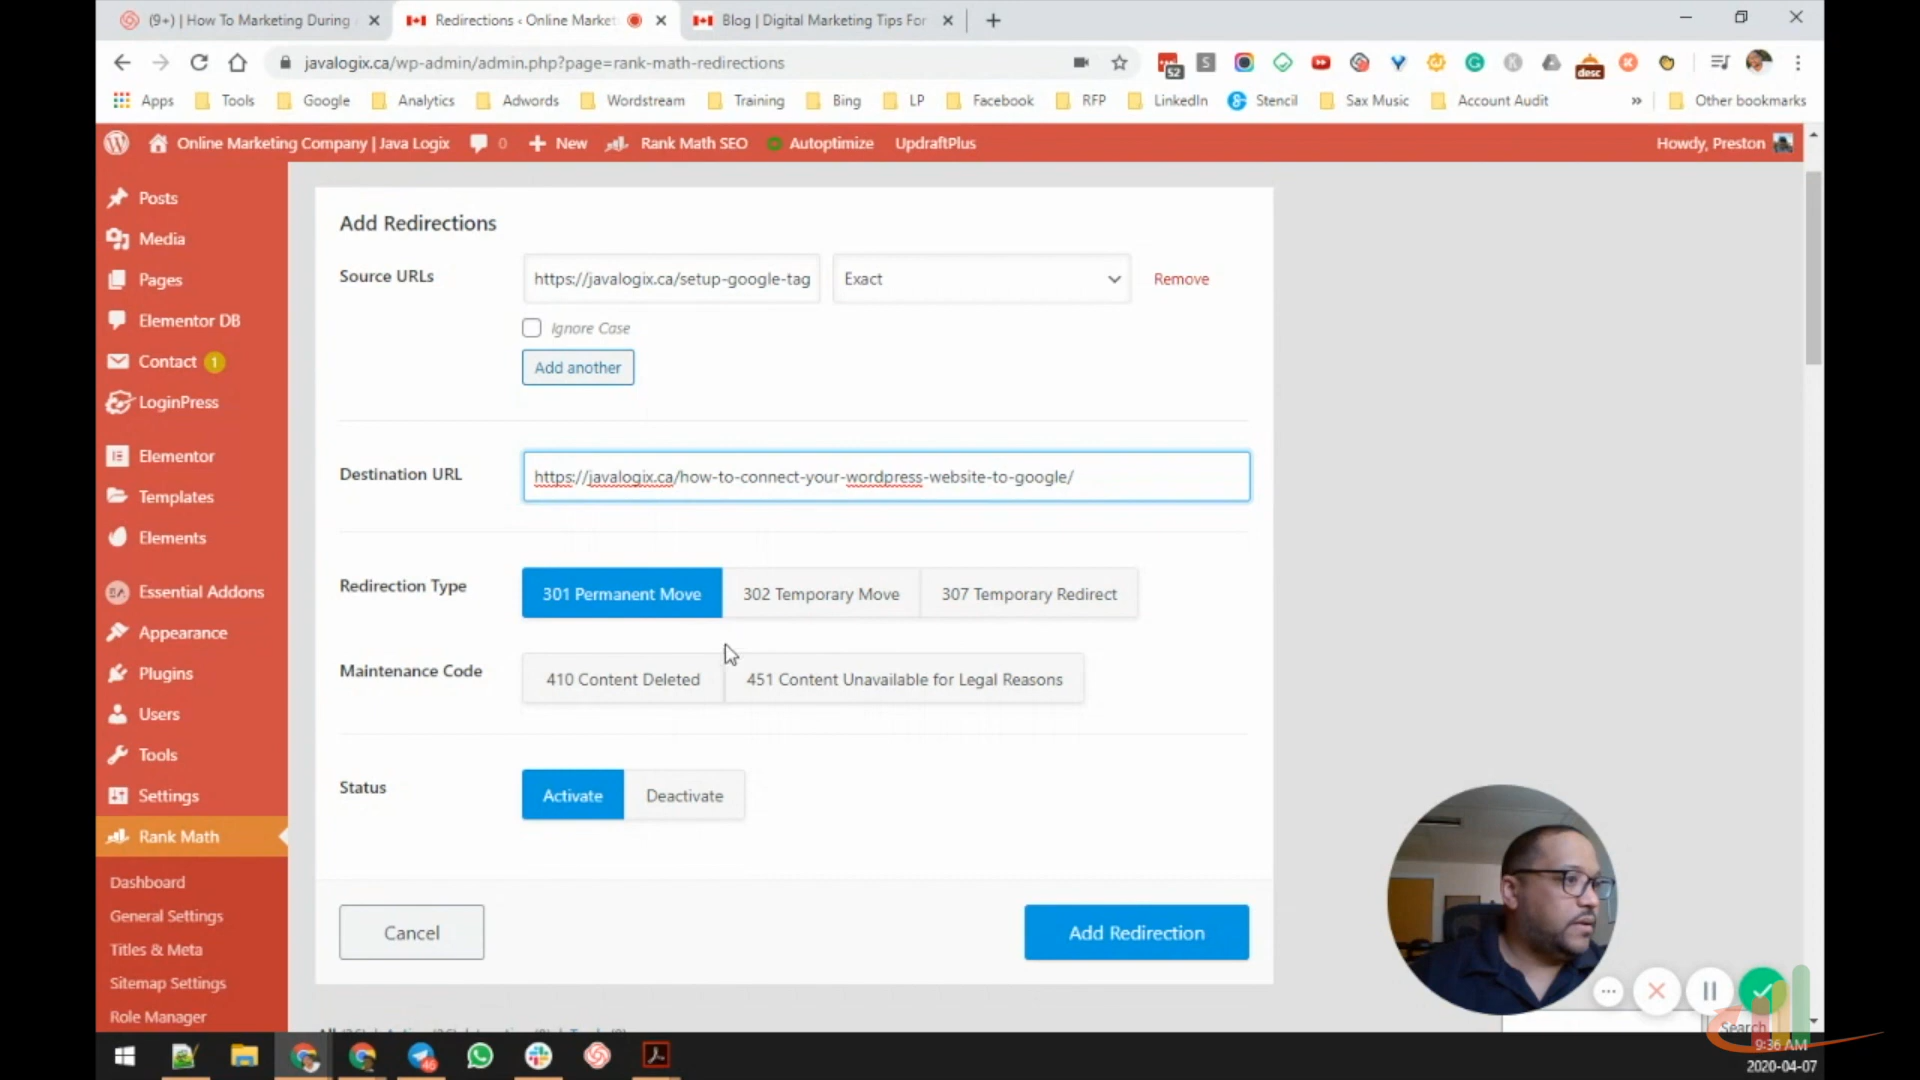 (9+) | How To Marketing During
Redirections ‹ Online Market
Blog | Digital Marketing Tips For
javalogix.ca/wp-admin/admin.php?page=rank-math-redirections
52
S
K
desc
Apps
Tools
Google
Analytics
Adwords
Wordstream
Training
Bing
LP
Facebook
RFP
LinkedIn
Stencil
Sax Music
Account Audit
»
Other bookmarks
Online Marketing Company | Java Logix
0
New
Rank Math SEO
Autoptimize
UpdraftPlus
Howdy, Preston
Posts
Media
Pages
Elementor DB
Contact 1
LoginPress
Elementor
Templates
Elements
Essential Addons
Appearance
Plugins
Users
Tools
Settings
Rank Math
Dashboard
General Settings
Titles & Meta
Sitemap Settings
Role Manager
Add Redirections
Source URLs
https://javalogix.ca/setup-google-tag
Exact
Remove
Ignore Case
Add another
Destination URL
https://javalogix.ca/how-to-connect-your-wordpress-website-to-google/
Redirection Type
301 Permanent Move
302 Temporary Move
307 Temporary Redirect
Maintenance Code
410 Content Deleted
451 Content Unavailable for Legal Reasons
Status
Activate
Deactivate
Cancel
Add Redirection
Search
9:36 AM
2020-04-07